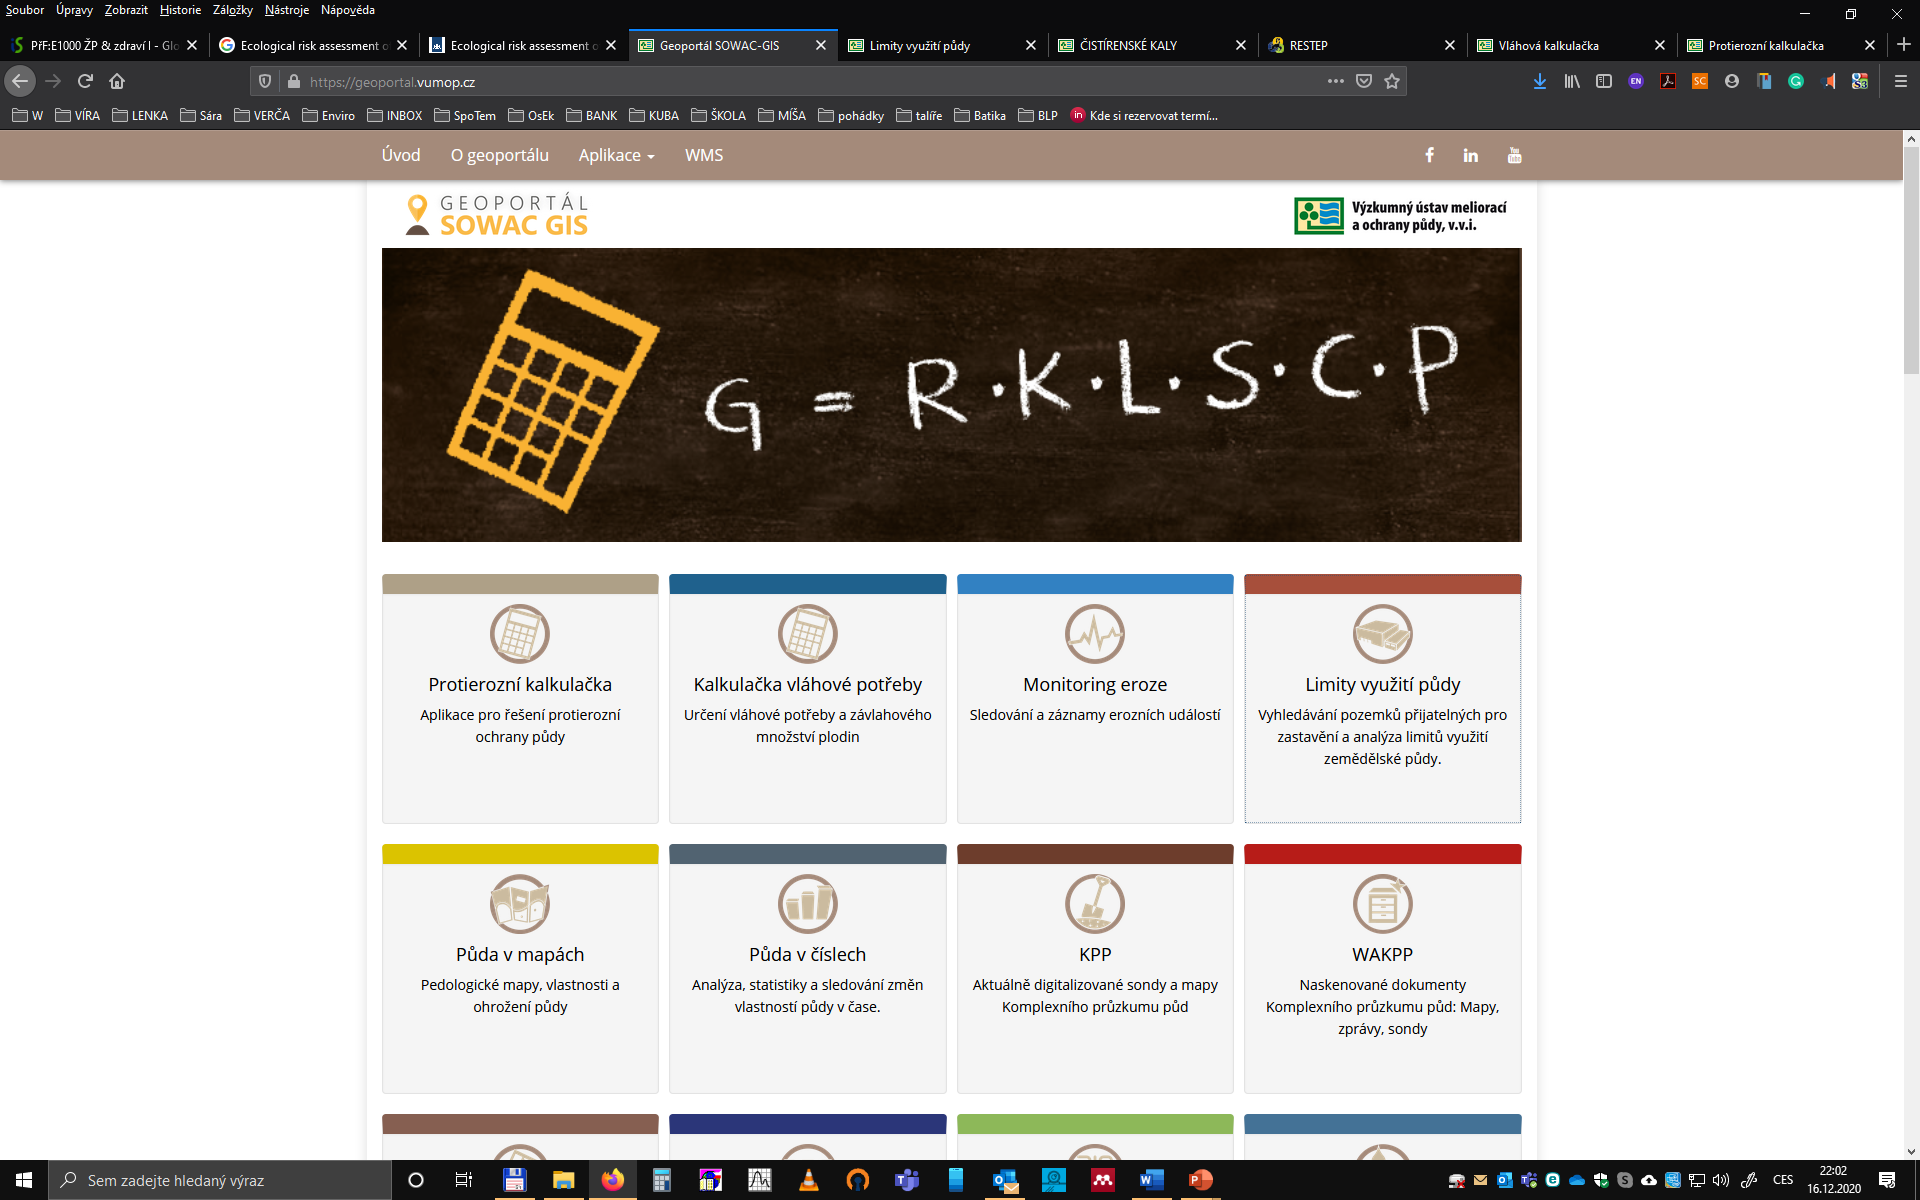 Soubor Úpravy Zobrazit Historie Záložky Nástroje Nápověda
PřF:E1000 ŽP & zdraví I - Glo
Ecological risk assessment o
Ecological risk assessment o
Geoportál SOWAC-GIS
Limity využití půdy
ČISTÍRENSKÉ KALY
RESTEP
Vláhová kalkulačka
Protierozní kalkulačka
https://geoportal.vumop.cz
W VÍRA LENKA Sára VERČA Enviro INBOX SpoTem OsEk BANK KUBA ŠKOLA MÍŠA pohádky talíře Batika BLP Kde si rezervovat termí...
Úvod O geoportálu Aplikace WMS
GEOPORTÁL
SOWAC GIS
Výzkumný ústav meliorací
a ochrany půdy, v.v.i.
G = R·K·L·S·C·P
Protierozní kalkulačka
Aplikace pro řešení protierozní
ochrany půdy
Kalkulačka vláhové potřeby
Určení vláhové potřeby a závlahového
množství plodin
Monitoring eroze
Sledování a záznamy erozních událostí
Limity využití půdy
Vyhledávání pozemků přijatelných pro
zastavění a analýza limitů využití
zemědělské půdy.
Půda v mapách
Pedologické mapy, vlastnosti a
ohrožení půdy
Půda v číslech
Analýza, statistiky a sledování změn
vlastností půdy v čase.
KPP
Aktuálně digitalizované sondy a mapy
Komplexního průzkumu půd
WAKPP
Naskenované dokumenty
Komplexního průzkumu půd: Mapy,
zprávy, sondy
Sem zadejte hledaný výraz
CES
22:02
16.12.2020